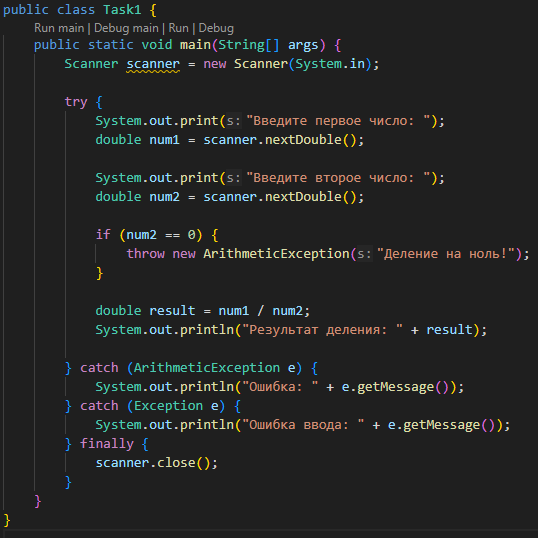 public class Task1 {
Run main | Debug main | Run | Debug
public static void main(String[] args) {
Scanner scanner = new Scanner(System.in);
try {
System.out.print(s:"Введите первое число: ");
double num1 = scanner.nextDouble();
System.out.print(s:"Введите второе число: ");
double num2 = scanner.nextDouble();
if (num2 == 0) {
throw new ArithmeticException(s:"Деление на ноль!");
}
double result = num1 / num2;
System.out.println("Результат деления: " + result);
} catch (ArithmeticException e) {
System.out.println("Ошибка: " + e.getMessage());
} catch (Exception e) {
System.out.println("Ошибка ввода: " + e.getMessage());
} finally {
scanner.close();
}
}
}